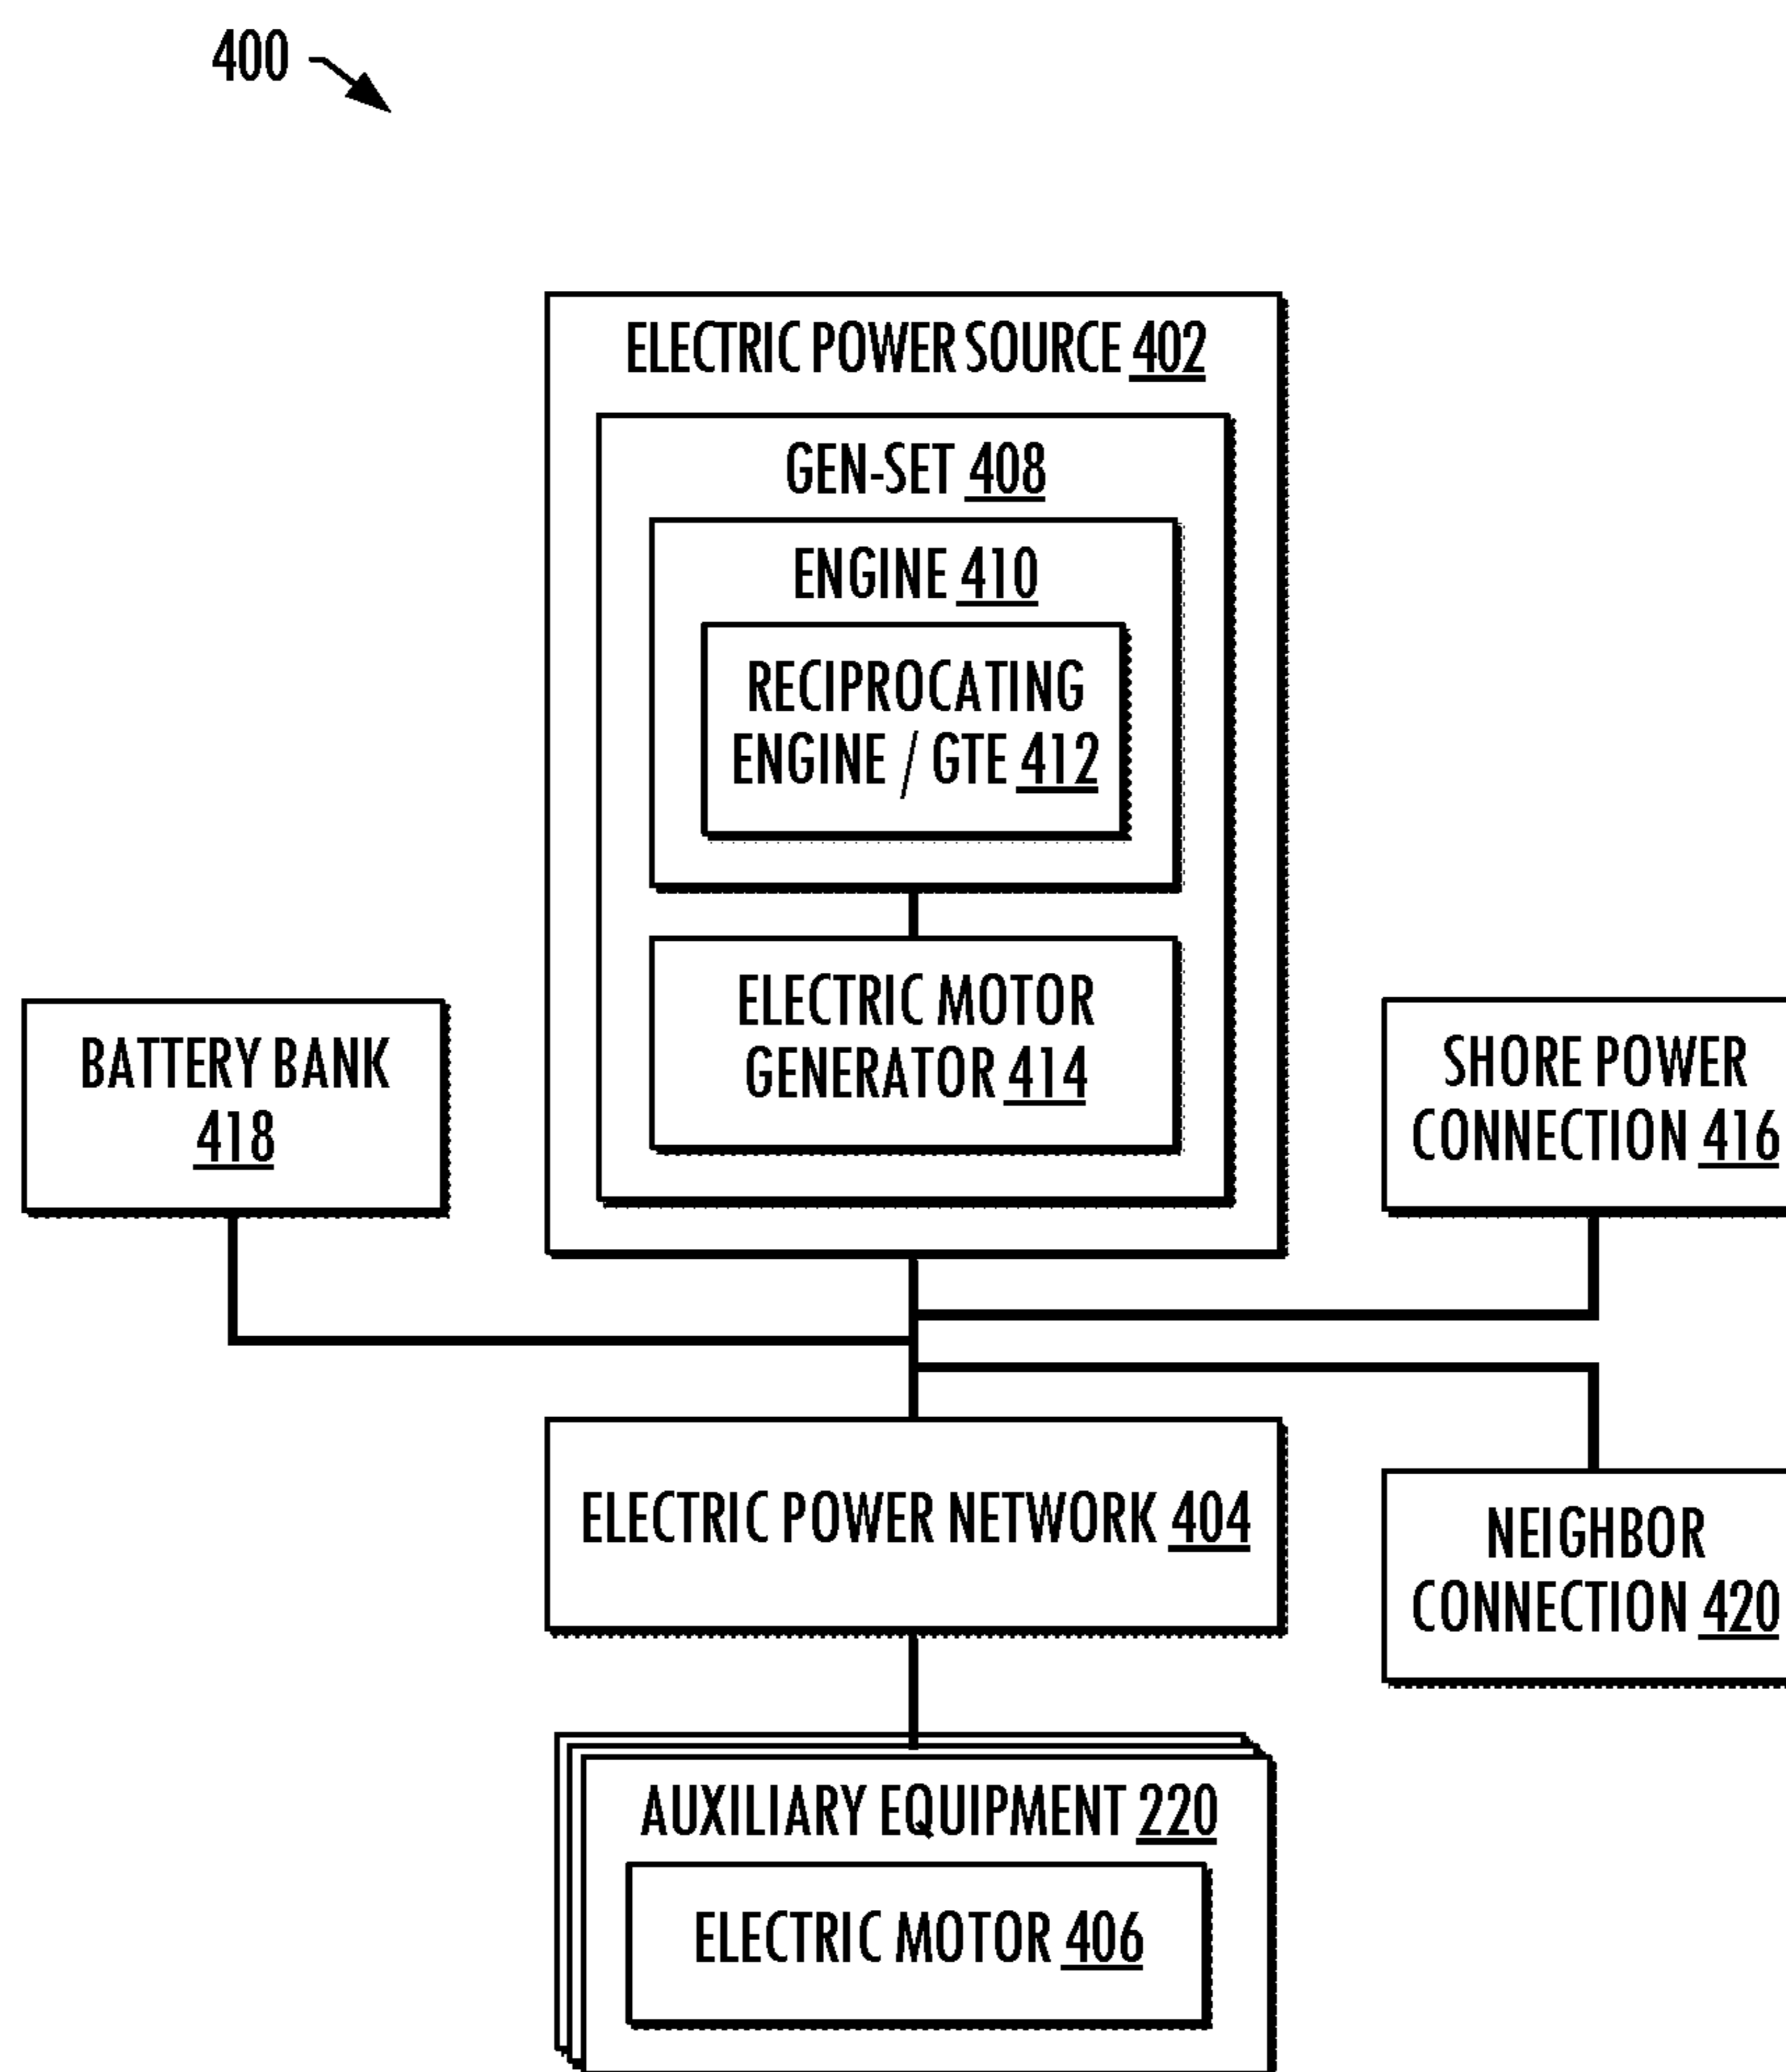 400
ELECTRIC POWER SOURCE 402
GEN-SET 408
ENGINE 410
RECIPROCATING
ENGINE / GTE 412
ELECTRIC MOTOR
GENERATOR 414
BATTERY BANK
418
SHORE POWER
CONNECTION 416
ELECTRIC POWER NETWORK 404
NEIGHBOR
CONNECTION 420
AUXILIARY EQUIPMENT 220
ELECTRIC MOTOR 406